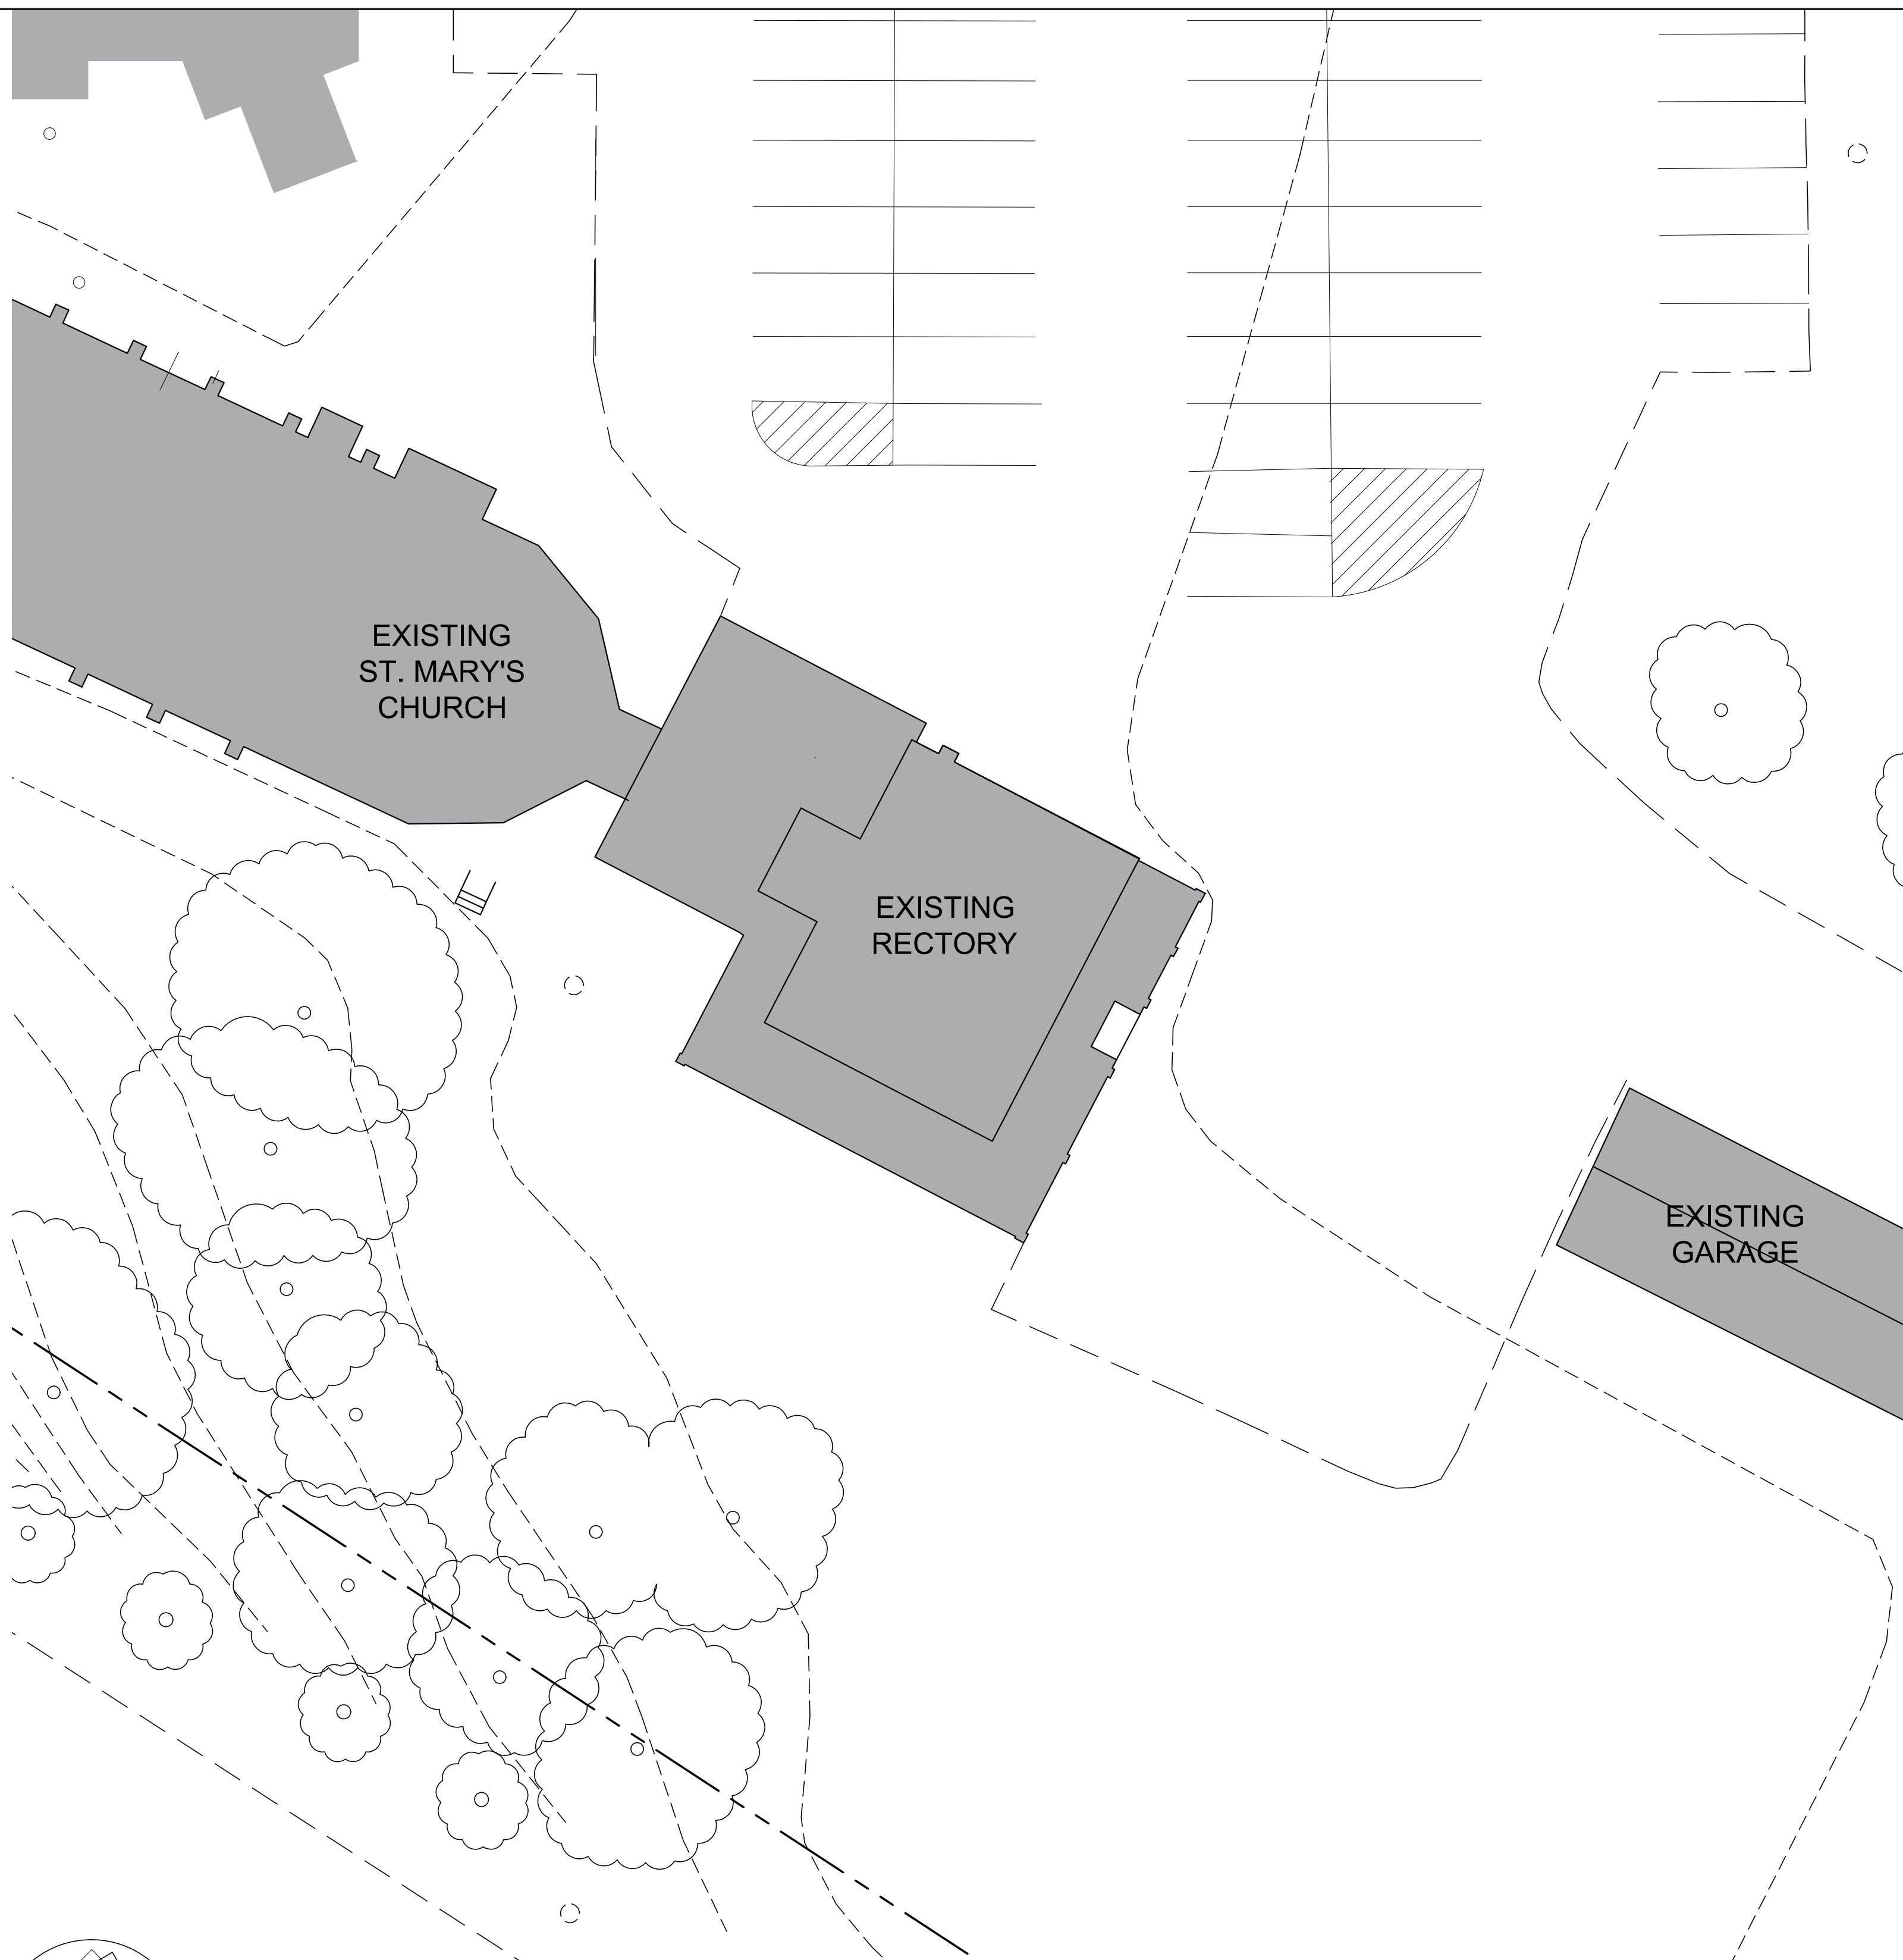 EXISTING
ST. MARY'S
CHURCH
EXISTING
RECTORY
EXISTING
GARAGE